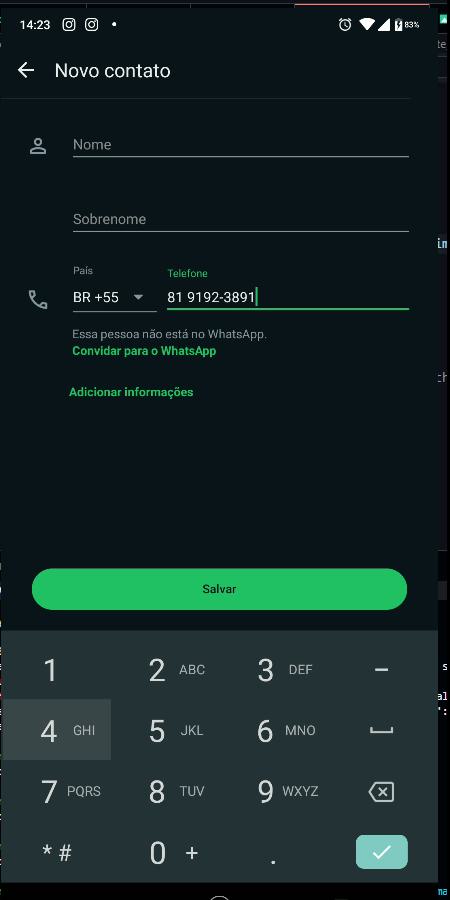 14:23
83%
Novo contato
Nome
Sobrenome
País
Telefone
BR +55
81 9192-3891
Essa pessoa não está no WhatsApp.
Convidar para o WhatsApp
Adicionar informações
Salvar
1
2 ABC
3 DEF
–
4 GHI
5 JKL
6 MNO
7 PQRS
8 TUV
9 WXYZ
* #
0 +
.